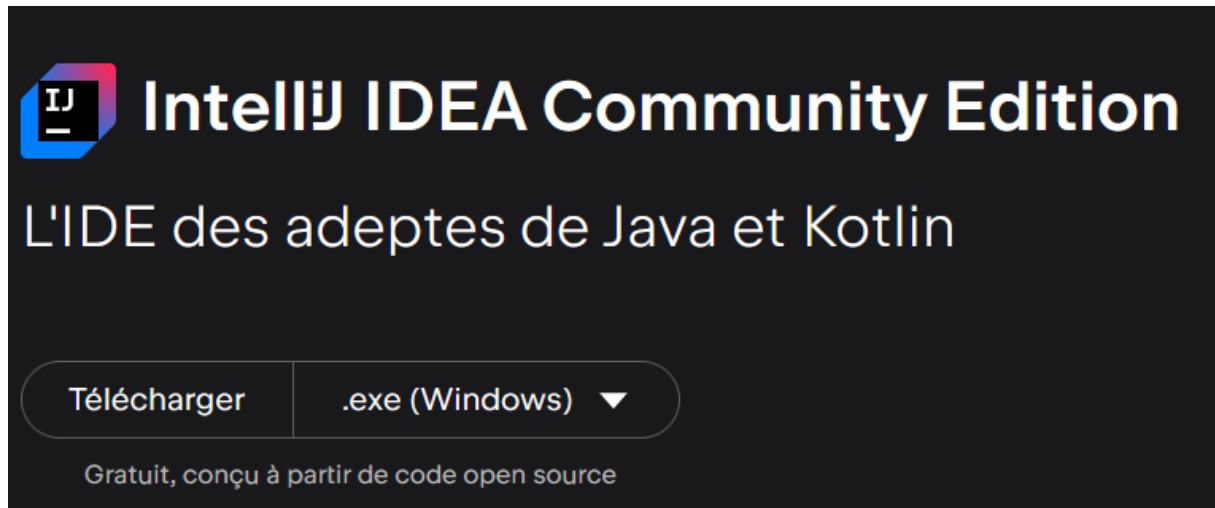 IJ
IntelliJ IDEA Community Edition
L'IDE des adeptes de Java et Kotlin
Télécharger .exe (Windows)
Gratuit, conçu à partir de code open source